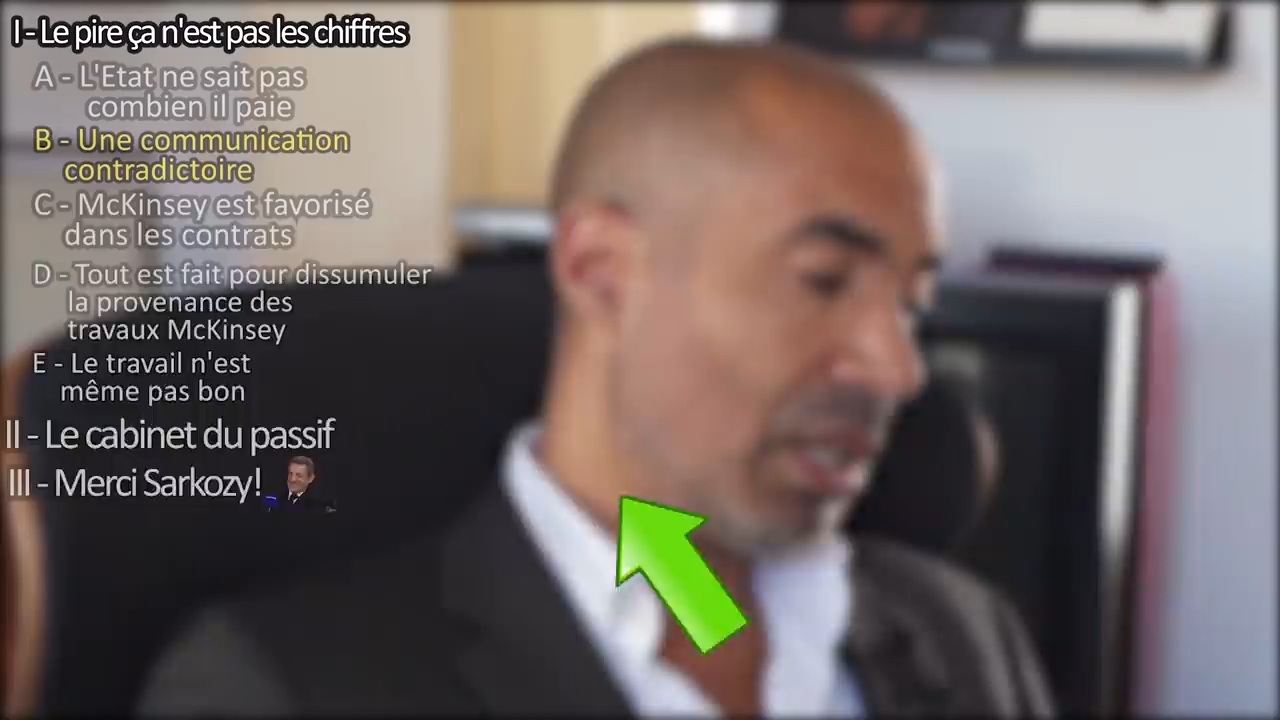 I - Le pire ça n'est pas les chiffres
A - L'Etat ne sait pas
combien il paie
B - Une communication
contradictoire
C - McKinsey est favorisé
dans les contrats
D - Tout est fait pour dissumuler
la provenance des
travaux McKinsey
E - Le travail n'est
même pas bon
II - Le cabinet du passif
III - Merci Sarkozy!